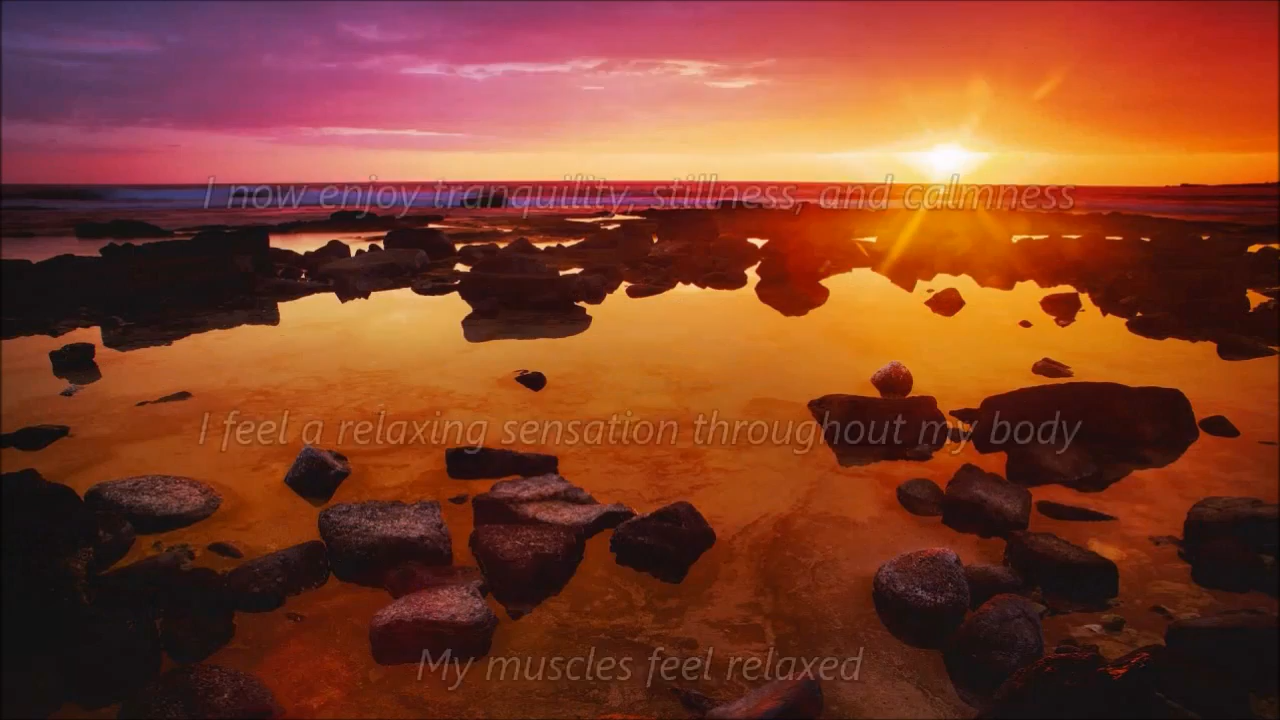 I now enjoy tranquility, stillness, and calmness
I feel a relaxing sensation throughout my body
My muscles feel relaxed